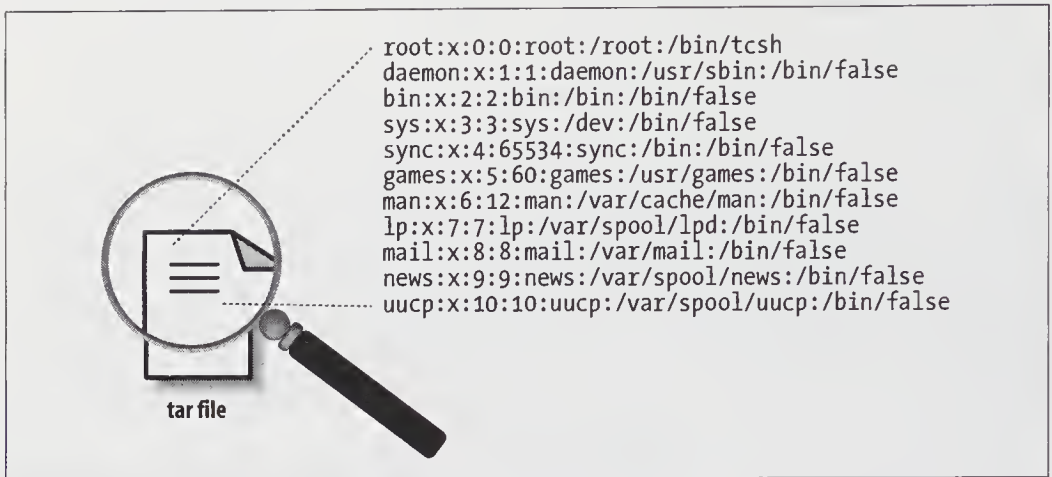 root:x:0:0:root:/root:/bin/tcsh
daemon:x:1:1:daemon:/usr/sbin:/bin/false
bin:x:2:2:bin:/bin:/bin/false
sys:x:3:3:sys:/dev:/bin/false
sync:x:4:65534:sync:/bin:/bin/false
games:x:5:60:games:/usr/games:/bin/false
man:x:6:12:man:/var/cache/man:/bin/false
lp:x:7:7:lp:/var/spool/lpd:/bin/false
mail:x:8:8:mail:/var/mail:/bin/false
news:x:9:9:news:/var/spool/news:/bin/false
uucp:x:10:10:uucp:/var/spool/uucp:/bin/false
tar file